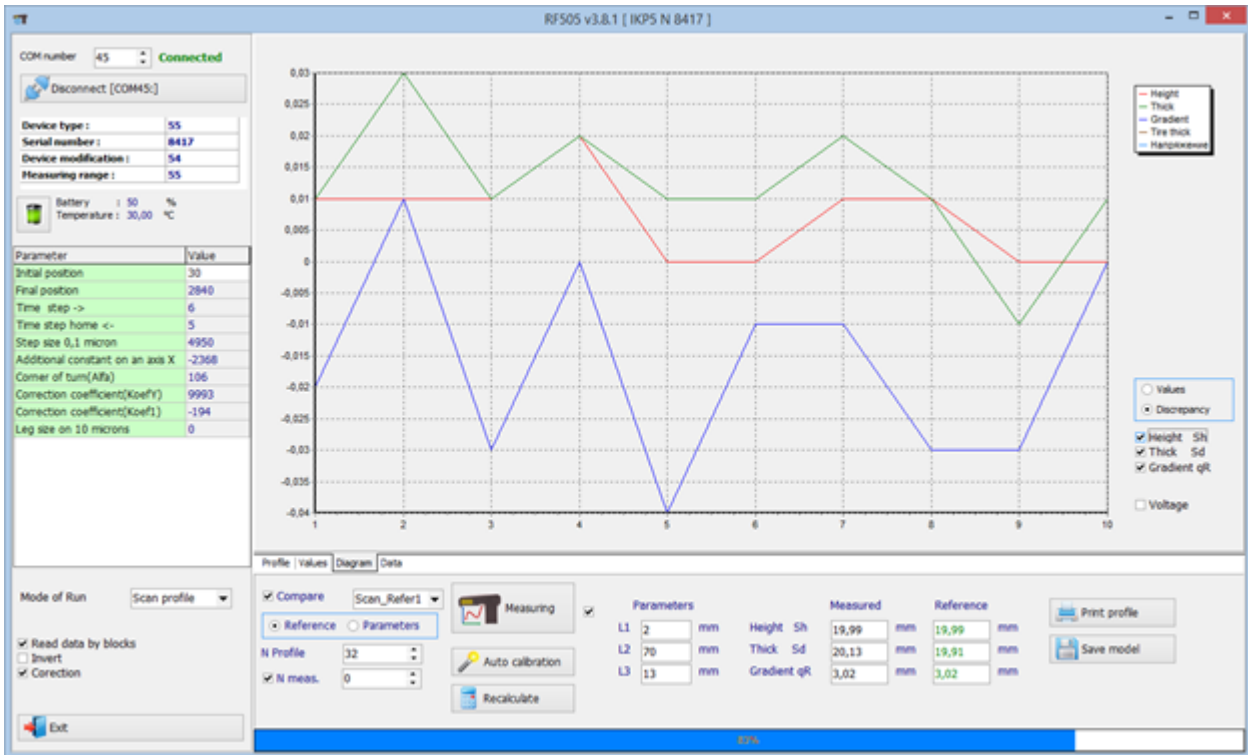 RF505 v3.8.1 [ IKP5 N 8417 ]
COM number 45 Connected
Disconnect [COM45:]
Device type : 55
Serial number : 8417
Device modification : 54
Measuring range : 55
Battery : 50 %
Temperature : 30,00 °C
Parameter Value
Initial position 30
Final position 2840
Time step -> 6
Time step home <- 5
Step size 0,1 micron 4950
Additional constant on an axis X -2368
Corner of turn(Alfa) 106
Correction coefficient(KoefY) 9993
Correction coefficient(Koef1) -194
Leg size on 10 microns 0
Mode of Run Scan profile
Read data by blocks
Invert
Corection
Exit
0,03
0,025
0,02
0,015
0,01
0,005
0
-0,005
-0,01
-0,015
-0,02
-0,025
-0,03
-0,035
-0,04
1 2 3 4 5 6 7 8 9 10
Height
Thick
Gradient
Tire thick
Напряжение
Values
Discrepancy
Height Sh
Thick Sd
Gradient qR
Voltage
Profile Values Diagram Data
Compare Scan_Refer1
Reference Parameters
N Profile 32
N meas. 0
Measuring
Auto calibration
Recalculate
Parameters Measured Reference
L1 2 mm Height Sh 19,99 mm 19,99 mm
L2 70 mm Thick Sd 20,13 mm 19,91 mm
L3 13 mm Gradient qR 3,02 mm 3,02 mm
Print profile
Save model